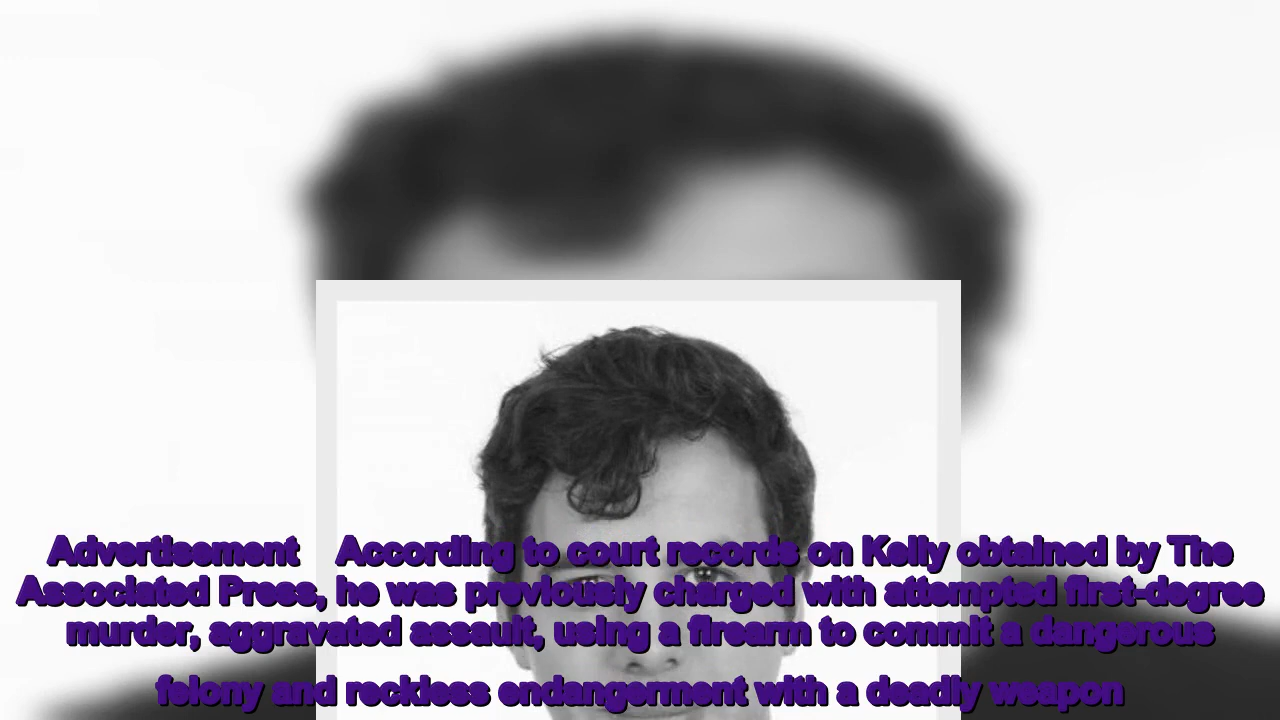 Advertisement According to court records on Kelly obtained by The
Associated Press, he was previously charged with attempted first-degree
murder, aggravated assault, using a firearm to commit a dangerous
felony and reckless endangerment with a deadly weapon